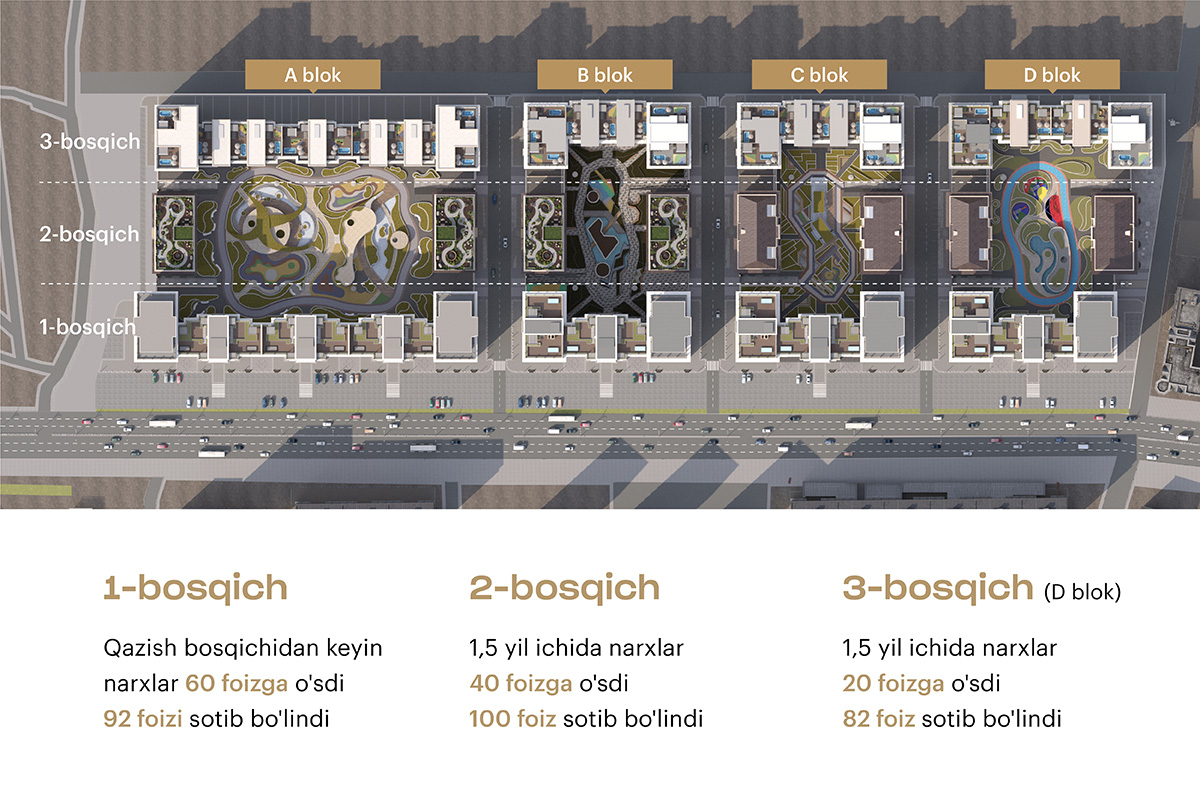 A blok
B blok
C blok
D blok
3-bosqich
2-bosqich
1-bosqich
1-bosqich
Qazish bosqichidan keyin
narxlar 60 foizga o'sdi
92 foizi sotib bo'lindi
2-bosqich
1,5 yil ichida narxlar
40 foizga o'sdi
100 foiz sotib bo'lindi
3-bosqich (D blok)
1,5 yil ichida narxlar
20 foizga o'sdi
82 foiz sotib bo'lindi